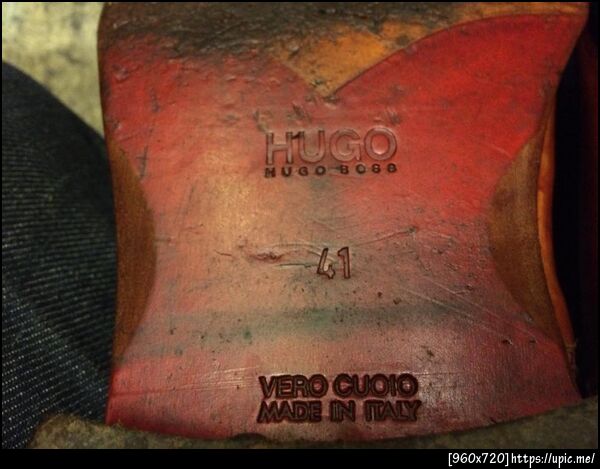 HUGO
HUGO BOSS
41
VERO CUOIO
MADE IN ITALY
[960x720]https://upic.me/